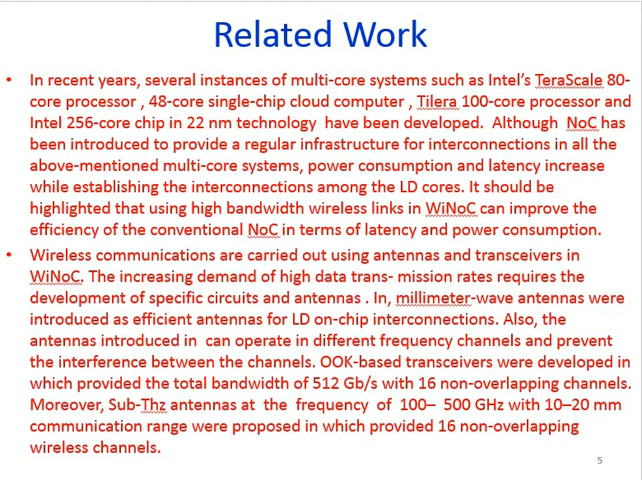 Related Work
• In recent years, several instances of multi-core systems such as Intel's TeraScale 80-
core processor , 48-core single-chip cloud computer , Tilera 100-core processor and
Intel 256-core chip in 22 nm technology have been developed. Although NoC has
been introduced to provide a regular infrastructure for interconnections in all the
above-mentioned multi-core systems, power consumption and latency increase
while establishing the interconnections among the LD cores. It should be
highlighted that using high bandwidth wireless links in WiNoC can improve the
efficiency of the conventional NoC in terms of latency and power consumption.
• Wireless communications are carried out using antennas and transceivers in
WiNoC. The increasing demand of high data trans- mission rates requires the
development of specific circuits and antennas . In, millimeter-wave antennas were
introduced as efficient antennas for LD on-chip interconnections. Also, the
antennas introduced in can operate in different frequency channels and prevent
the interference between the channels. OOK-based transceivers were developed in
which provided the total bandwidth of 512 Gb/s with 16 non-overlapping channels.
Moreover, Sub-Thz antennas at the frequency of 100– 500 GHz with 10–20 mm
communication range were proposed in which provided 16 non-overlapping
wireless channels.
5